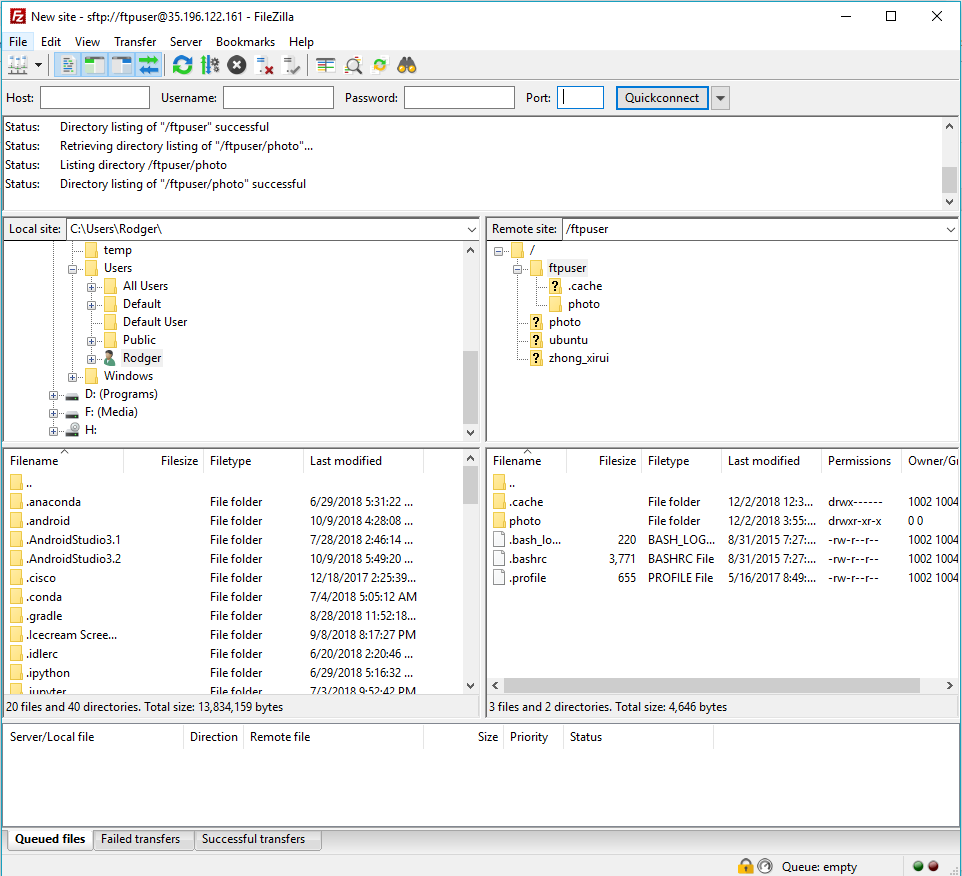 New site - sftp://ftpuser@35.196.122.161 - FileZilla
File Edit View Transfer Server Bookmarks Help
Host: Username: Password: Port: Quickconnect
Status: Directory listing of "/ftpuser" successful
Status: Retrieving directory listing of "/ftpuser/photo"...
Status: Listing directory /ftpuser/photo
Status: Directory listing of "/ftpuser/photo" successful
Local site: C:\Users\Rodger\
temp
Users
All Users
Default
Default User
Public
Rodger
Windows
D: (Programs)
F: (Media)
H:
Remote site: /ftpuser
/
ftpuser
? .cache
photo
? photo
? ubuntu
? zhong_xirui
Filename Filesize Filetype Last modified
..
.anaconda File folder 6/29/2018 5:31:22 ...
.android File folder 10/9/2018 4:28:08 ...
.AndroidStudio3.1 File folder 7/28/2018 2:46:14 ...
.AndroidStudio3.2 File folder 10/9/2018 5:49:20 ...
.cisco File folder 12/18/2017 2:25:39...
.conda File folder 7/4/2018 5:05:12 AM
.gradle File folder 8/28/2018 11:52:18...
.Icecream Scree... File folder 9/8/2018 8:17:27 PM
.idlerc File folder 6/20/2018 2:20:46 ...
.ipython File folder 6/29/2018 5:16:32 ...
.jupyter File folder 7/3/2018 9:52:42 PM
20 files and 40 directories. Total size: 13,834,159 bytes
Filename Filesize Filetype Last modified Permissions Owner/Gr
..
.cache File folder 12/2/2018 12:3... drwx------ 1002 1004
photo File folder 12/2/2018 3:55:... drwxr-xr-x 0 0
.bash_lo... 220 BASH_LOG... 8/31/2015 7:27:... -rw-r--r-- 1002 1004
.bashrc 3,771 BASHRC File 8/31/2015 7:27:... -rw-r--r-- 1002 1004
.profile 655 PROFILE File 5/16/2017 8:49:... -rw-r--r-- 1002 1004
3 files and 2 directories. Total size: 4,646 bytes
Server/Local file Direction Remote file Size Priority Status
Queued files Failed transfers Successful transfers
Queue: empty